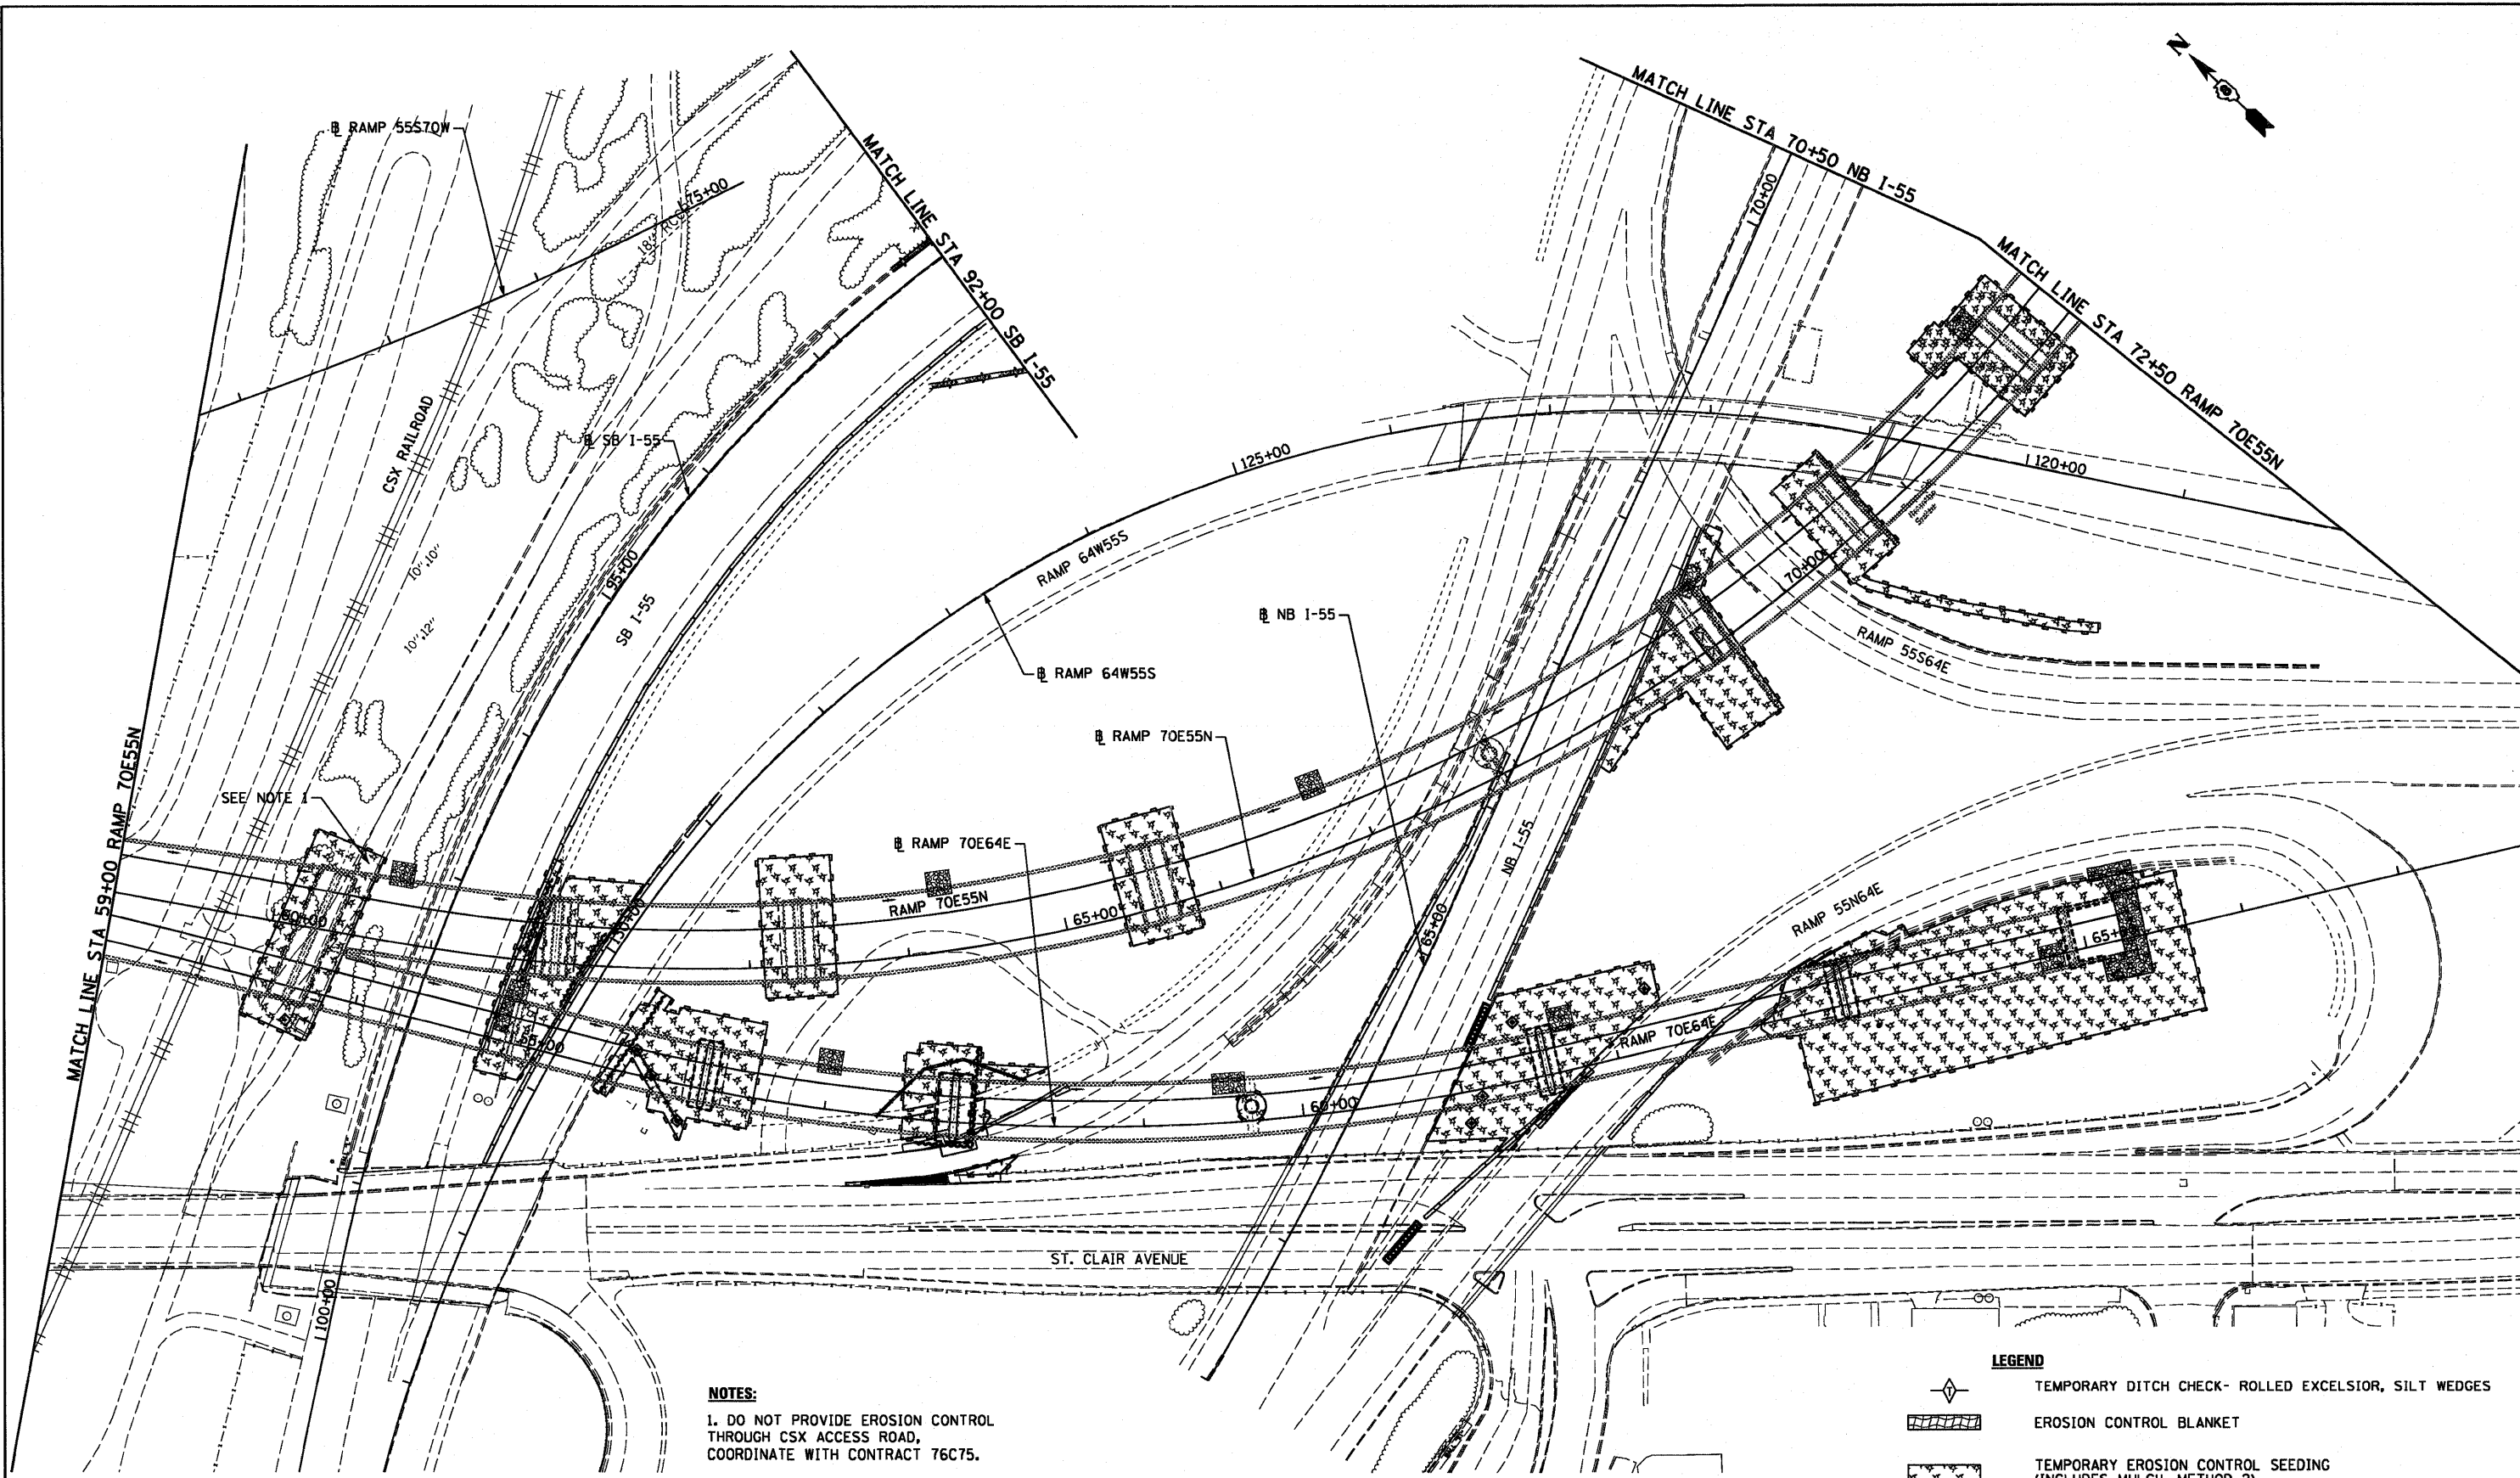 N
MATCH LINE STA 70+50 NB I-55
℄ RAMP 55S70W
MATCH LINE STA 92+00 SB I-55
75+00
70+00
MATCH LINE STA 72+50 RAMP 70E55N
CSX RAILROAD
℄ SB I-55
125+00
120+00
10",10"
RAMP 64W55S
95+00
70+00
10",12"
SB I-55
℄ NB I-55
RAMP 55S64E
℄ RAMP 64W55S
℄ RAMP 70E55N
MATCH LINE STA 59+00 RAMP 70E55N
SEE NOTE 1
℄ RAMP 70E64E
NB I-55
RAMP 70E55N
RAMP 55N64E
60+00
130+00
65+00
65+00
65+00
55+00
RAMP 70E64E
60+00
ST. CLAIR AVENUE
100+00
NOTES:
1. DO NOT PROVIDE EROSION CONTROL
THROUGH CSX ACCESS ROAD,
COORDINATE WITH CONTRACT 76C75.
LEGEND
TEMPORARY DITCH CHECK- ROLLED EXCELSIOR, SILT WEDGES
EROSION CONTROL BLANKET
TEMPORARY EROSION CONTROL SEEDING